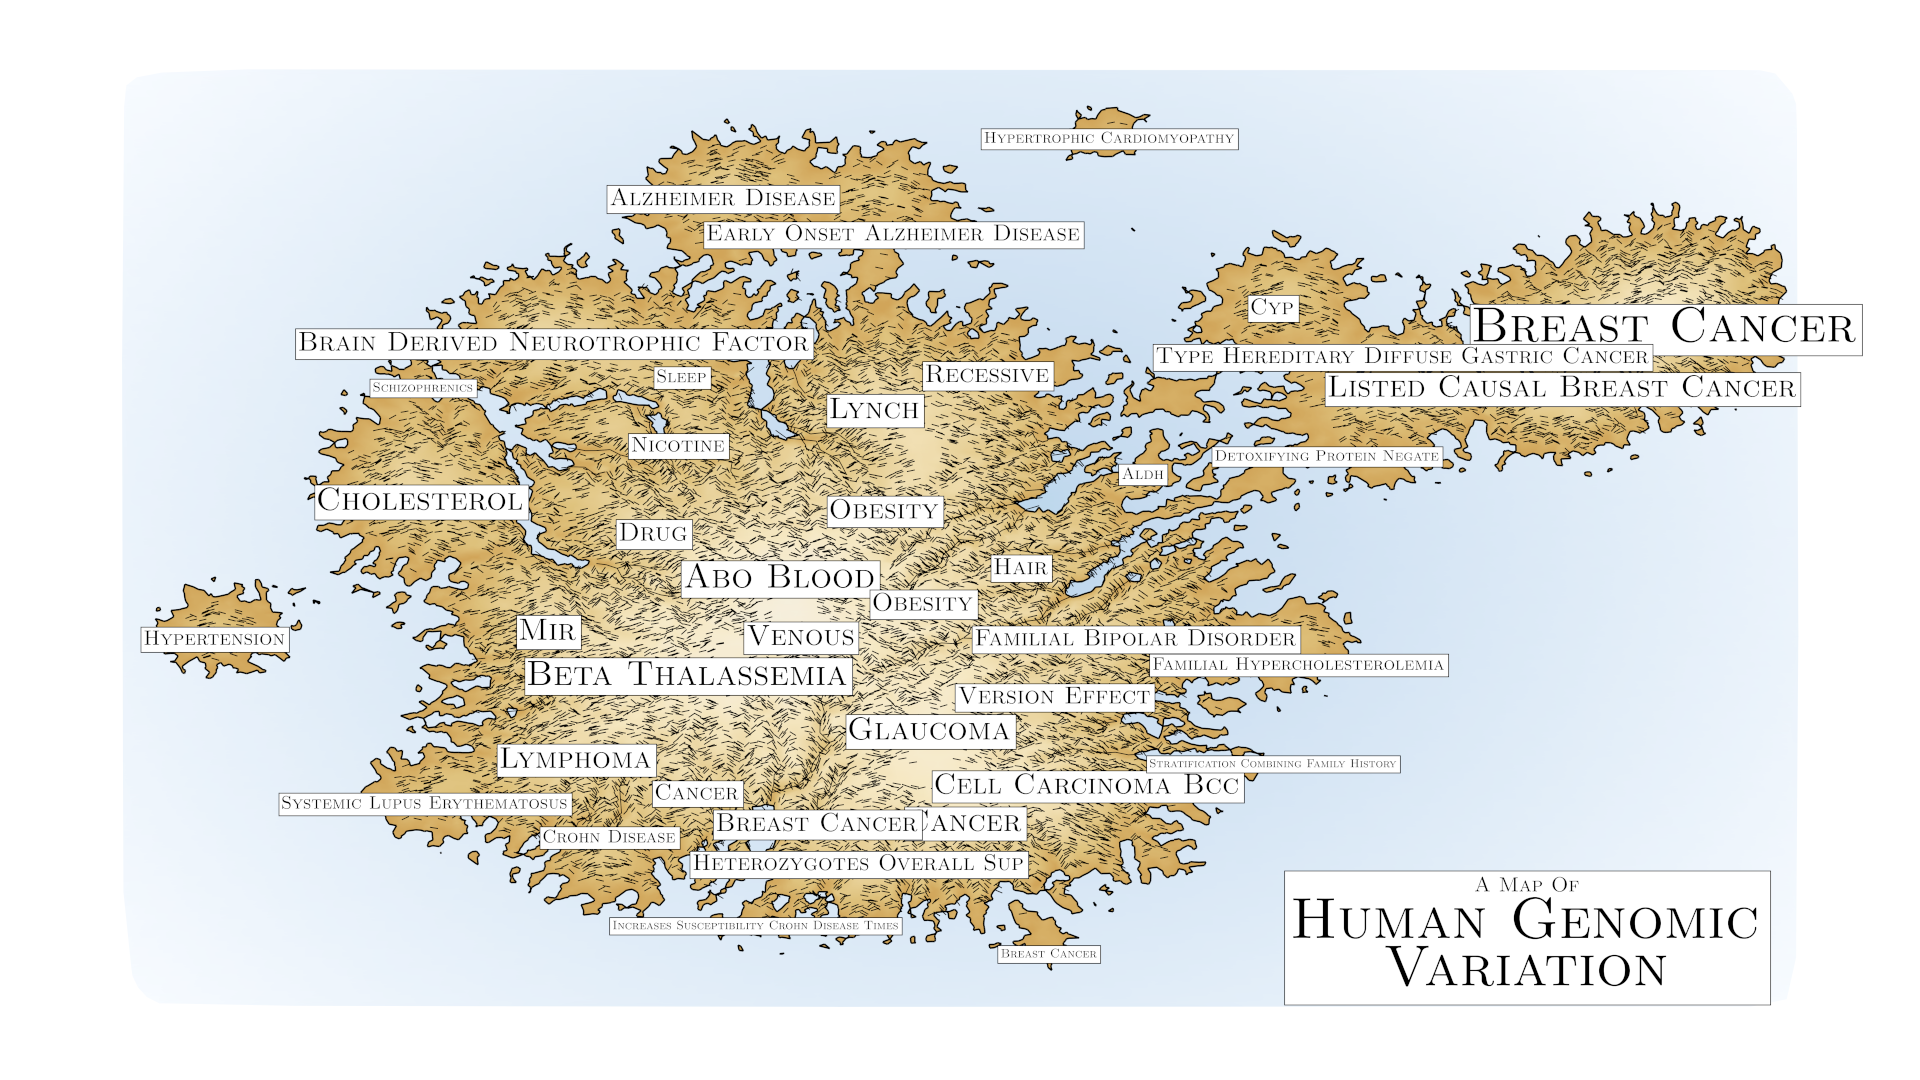 Hypertrophic Cardiomyopathy
Alzheimer Disease
Early Onset Alzheimer Disease
Cyp
Breast Cancer
Brain Derived Neurotrophic Factor
Type Hereditary Diffuse Gastric Cancer
Sleep
Recessive
Schizophrenics
Listed Causal Breast Cancer
Lynch
Nicotine
Detoxifying Protein Negate
Aldh
Cholesterol
Obesity
Drug
Hair
Abo Blood
Obesity
Mir
Venous
Familial Bipolar Disorder
Hypertension
Familial Hypercholesterolemia
Beta Thalassemia
Version Effect
Glaucoma
Lymphoma
Stratification Combining Family History
Cell Carcinoma Bcc
Cancer
Systemic Lupus Erythematosus
Breast Cancer
Cancer
Crohn Disease
Heterozygotes Overall Sup
Increases Susceptibility Crohn Disease Times
Breast Cancer
A Map Of
Human Genomic
Variation